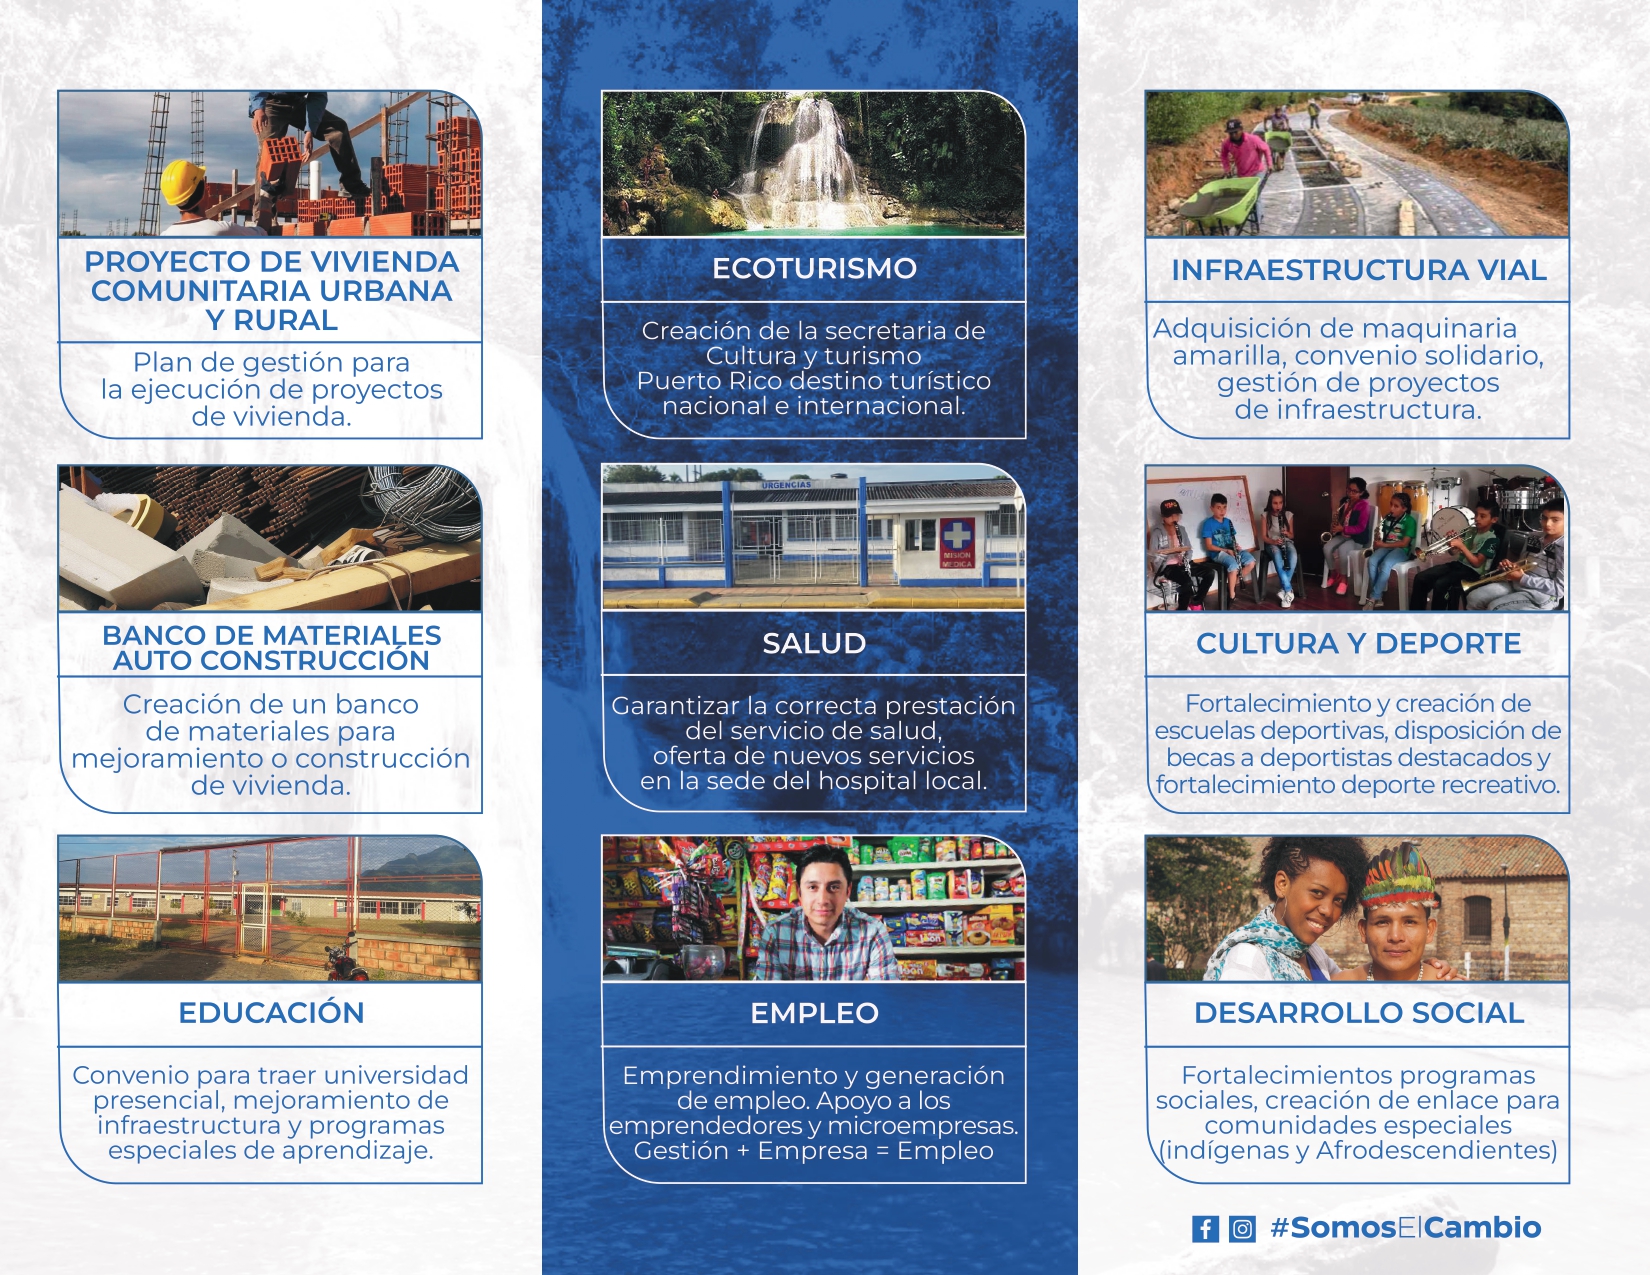 PROYECTO DE VIVIENDA
COMUNITARIA URBANA
Y RURAL
Plan de gestión para
la ejecución de proyectos
de vivienda.
BANCO DE MATERIALES
AUTO CONSTRUCCIÓN
Creación de un banco
de materiales para
mejoramiento o construcción
de vivienda.
EDUCACIÓN
Convenio para traer universidad
presencial, mejoramiento de
infraestructura y programas
especiales de aprendizaje.
ECOTURISMO
Creación de la secretaria de
Cultura y turismo
Puerto Rico destino turístico
nacional e internacional.
URGENCIAS
MISION
MEDICA
SALUD
Garantizar la correcta prestación
del servicio de salud,
oferta de nuevos servicios
en la sede del hospital local.
EMPLEO
Emprendimiento y generación
de empleo. Apoyo a los
emprendedores y microempresas.
Gestión + Empresa = Empleo
INFRAESTRUCTURA VIAL
Adquisición de maquinaria
amarilla, convenio solidario,
gestión de proyectos
de infraestructura.
CULTURA Y DEPORTE
Fortalecimiento y creación de
escuelas deportivas, disposición de
becas a deportistas destacados y
fortalecimiento deporte recreativo.
DESARROLLO SOCIAL
Fortalecimientos programas
sociales, creación de enlace para
comunidades especiales
(indígenas y Afrodescendientes)
#SomosElCambio